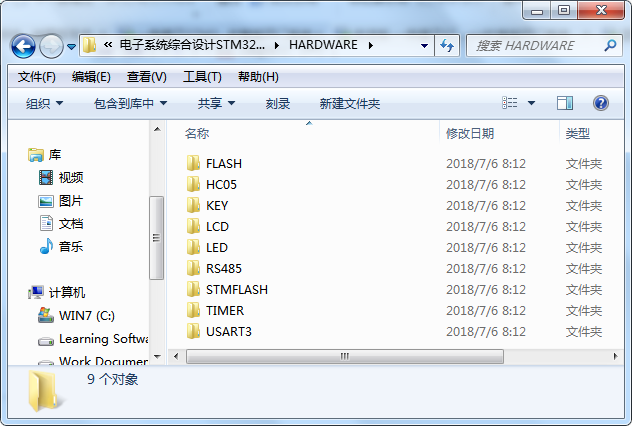 « 电子系统综合设计STM32... ▸ HARDWARE ▸
搜索 HARDWARE
文件(F) 编辑(E) 查看(V) 工具(T) 帮助(H)
组织 包含到库中 共享 刻录 新建文件夹
名称 修改日期 类型
库
视频
图片
文档
音乐
计算机
WIN7 (C:)
Learning Softwa
Work Documen
FLASH 2018/7/6 8:12 文件夹
HC05 2018/7/6 8:12 文件夹
KEY 2018/7/6 8:12 文件夹
LCD 2018/7/6 8:12 文件夹
LED 2018/7/6 8:12 文件夹
RS485 2018/7/6 8:12 文件夹
STMFLASH 2018/7/6 8:12 文件夹
TIMER 2018/7/6 8:12 文件夹
USART3 2018/7/6 8:12 文件夹
9 个对象